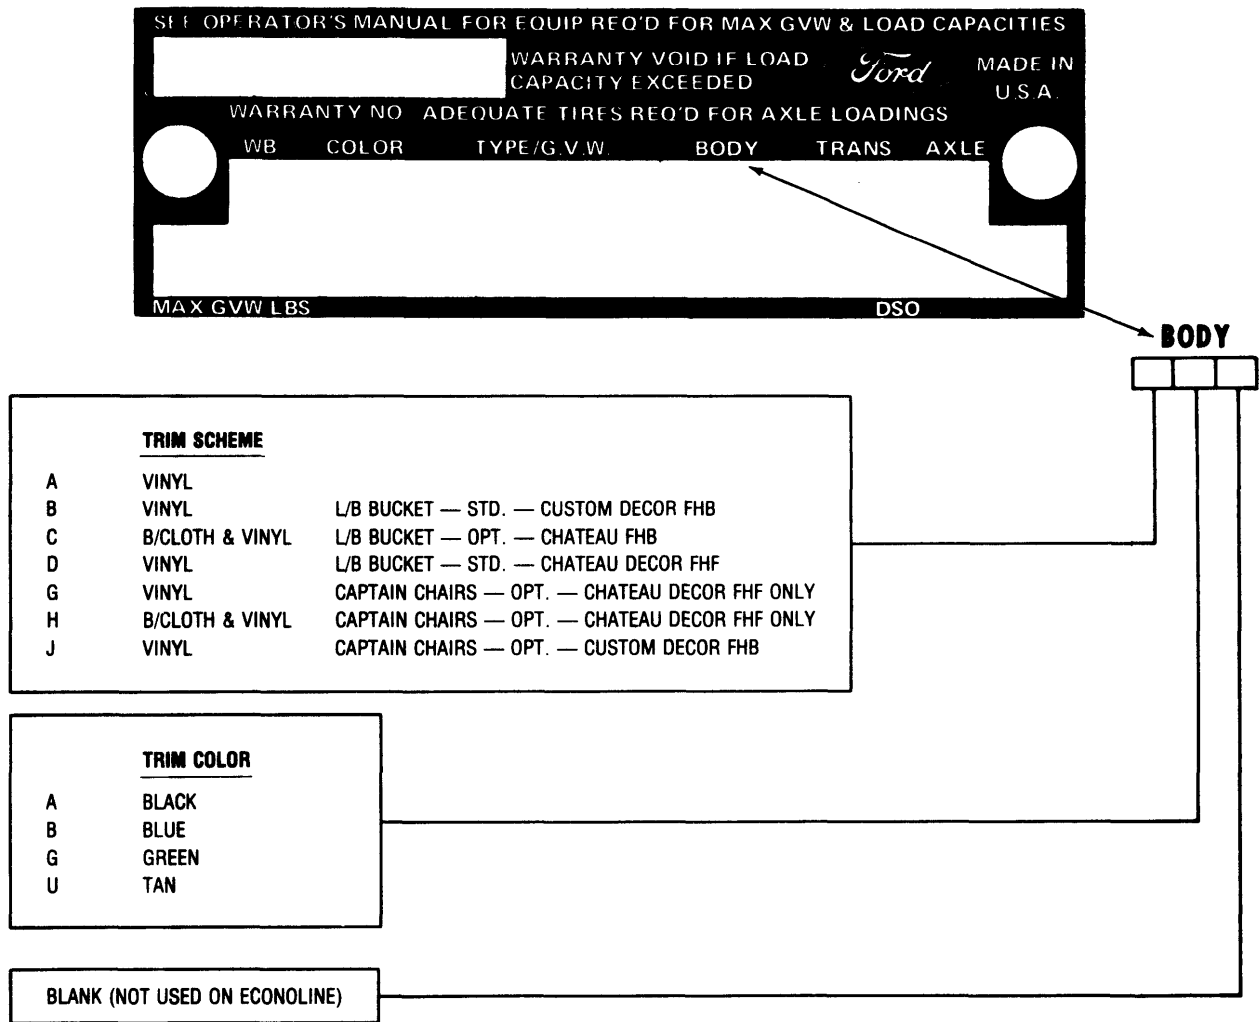 SEE OPERATOR'S MANUAL FOR EQUIP REQ'D FOR MAX GVW & LOAD CAPACITIES
WARRANTY VOID IF LOAD
CAPACITY EXCEEDED
Ford
MADE IN
U.S.A.
WARRANTY NO ADEQUATE TIRES REQ'D FOR AXLE LOADINGS
WB COLOR TYPE/G.V.W. BODY TRANS AXLE
MAX GVW LBS DSO
BODY
TRIM SCHEME
A VINYL
B VINYL L/B BUCKET — STD. — CUSTOM DECOR FHB
C B/CLOTH & VINYL L/B BUCKET — OPT. — CHATEAU FHB
D VINYL L/B BUCKET — STD. — CHATEAU DECOR FHF
G VINYL CAPTAIN CHAIRS — OPT. — CHATEAU DECOR FHF ONLY
H B/CLOTH & VINYL CAPTAIN CHAIRS — OPT. — CHATEAU DECOR FHF ONLY
J VINYL CAPTAIN CHAIRS — OPT. — CUSTOM DECOR FHB
TRIM COLOR
A BLACK
B BLUE
G GREEN
U TAN
BLANK (NOT USED ON ECONOLINE)